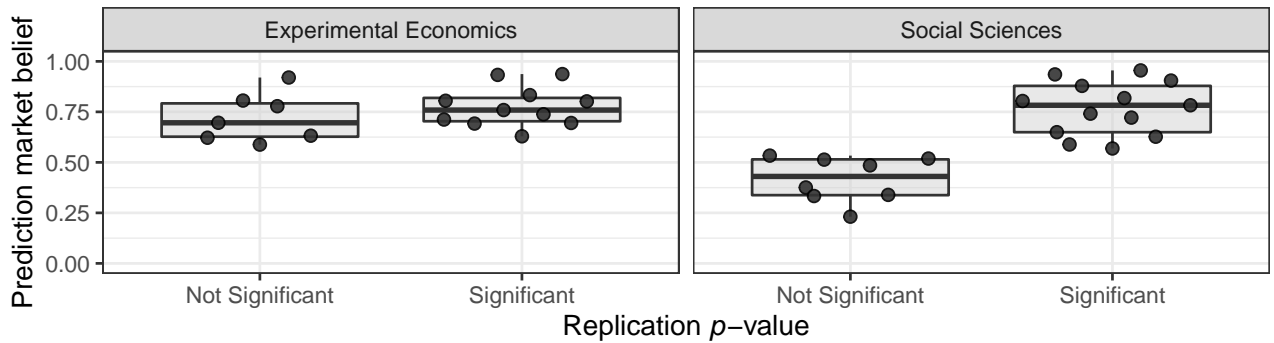 Experimental Economics
Social Sciences
Prediction market belief
1.00
0.75
0.50
0.25
0.00
Not Significant
Significant
Not Significant
Significant
Replication p−value